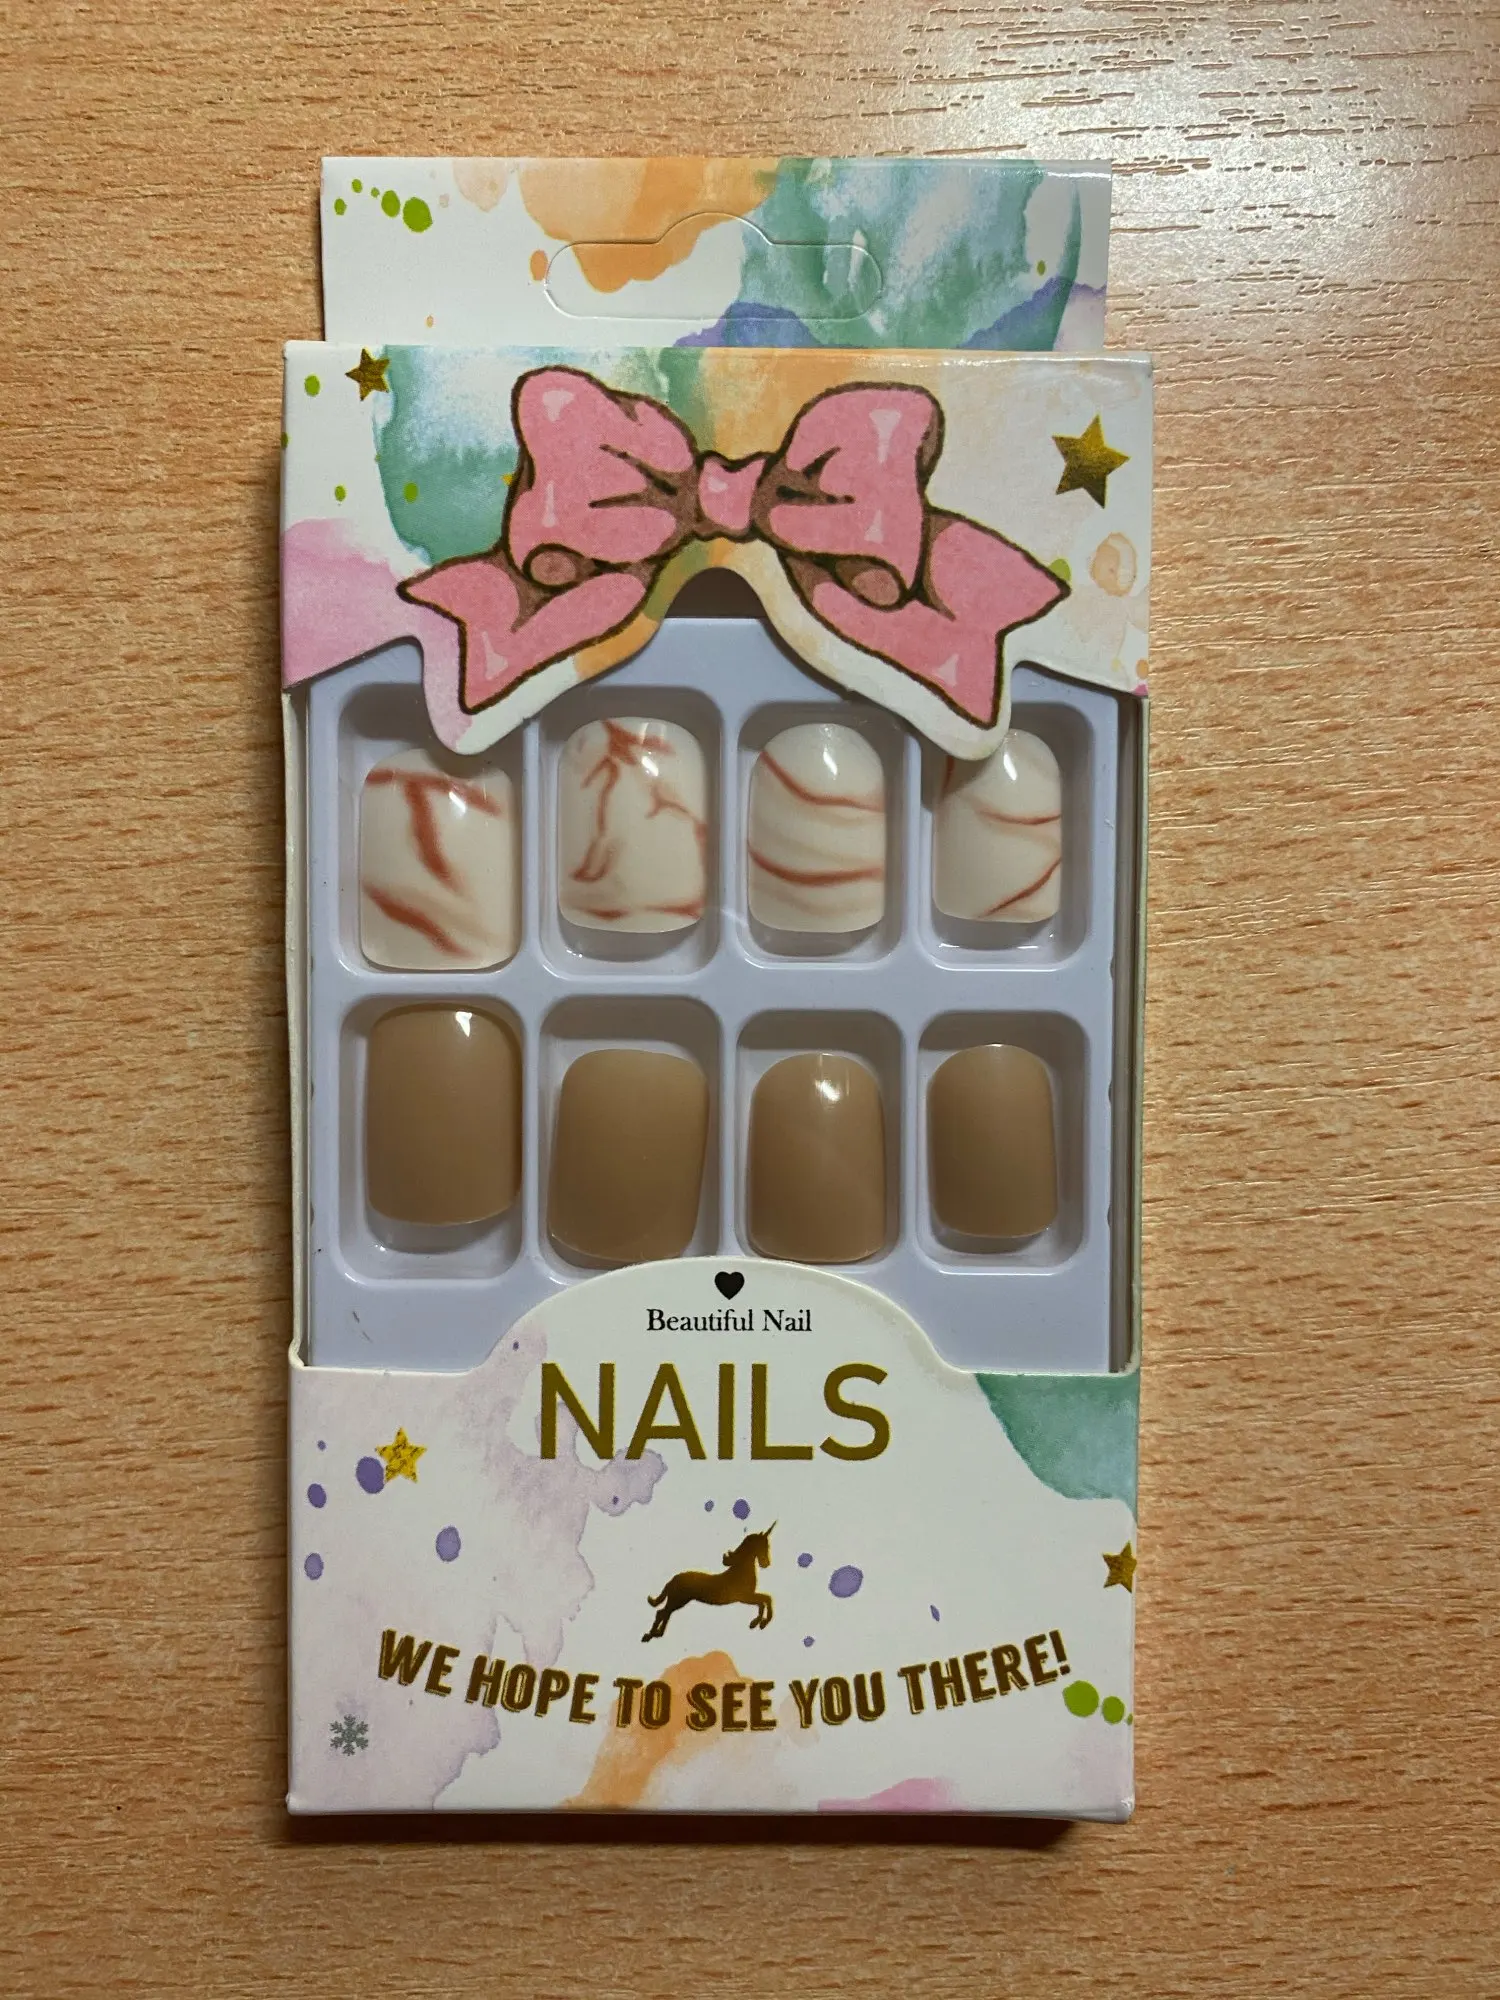 Beautiful Nail
NAILS
WE HOPE TO SEE YOU THERE!